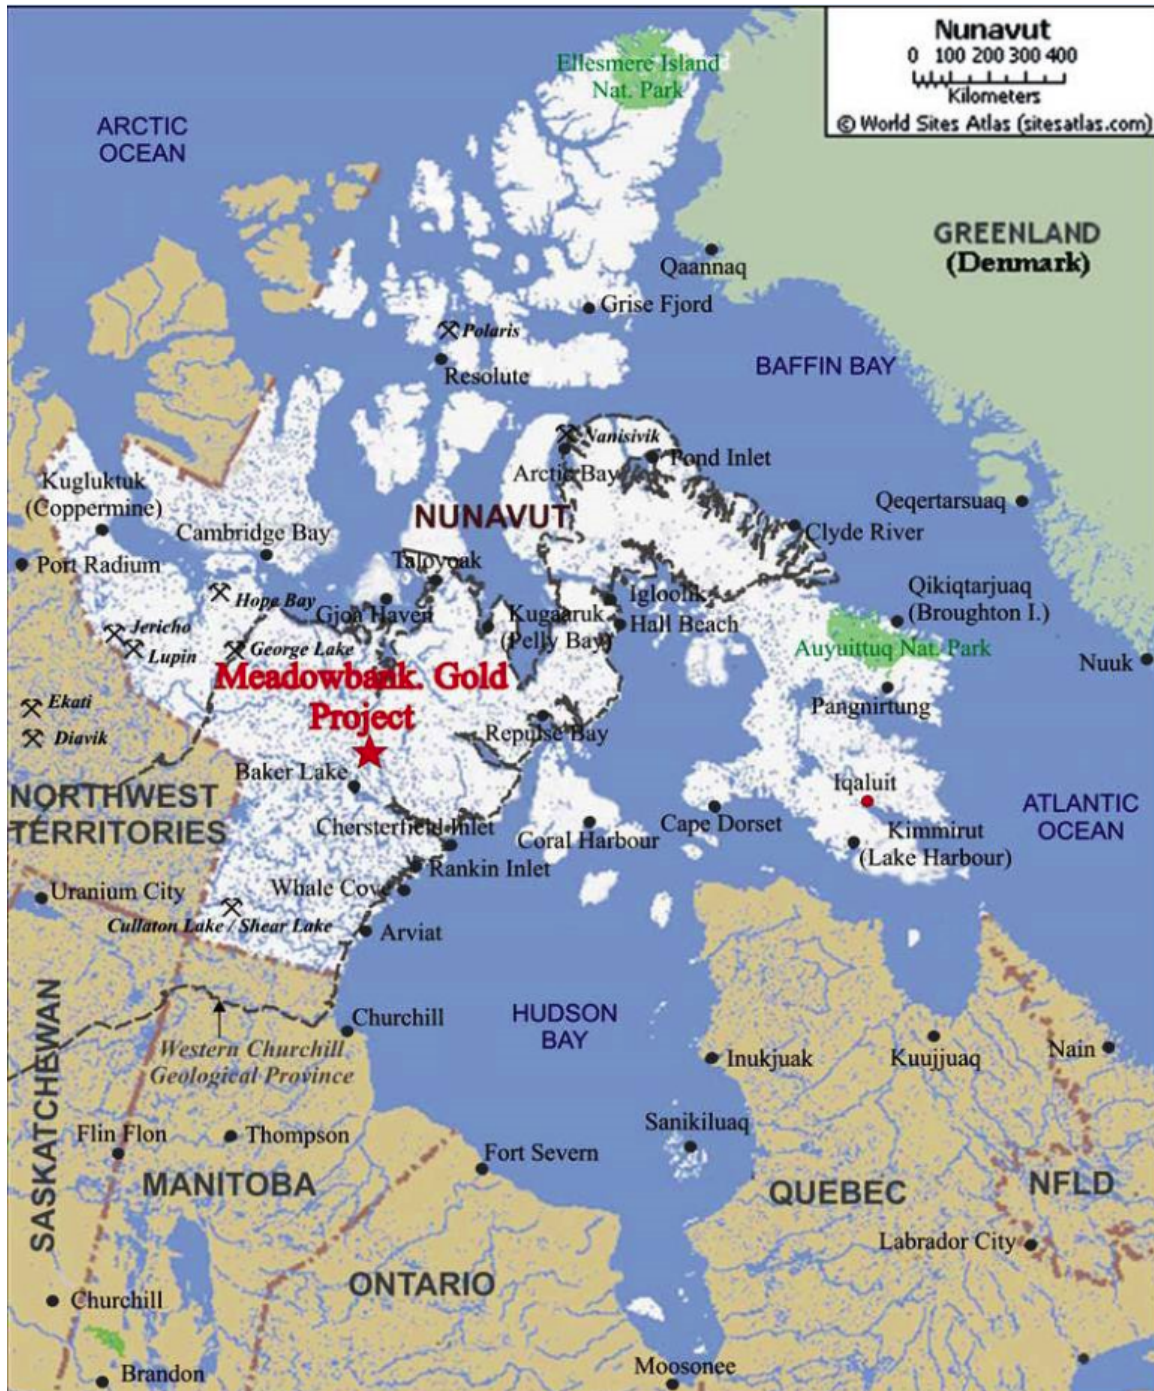 Nunavut
0 100 200 300 400
Kilometers
© World Sites Atlas (sitesatlas.com)
Ellesmere Island
Nat. Park
ARCTIC
OCEAN
GREENLAND
(Denmark)
Qaannaq
Grise Fjord
Polaris
Resolute
BAFFIN BAY
Nanisivik
Arctic Bay
Pond Inlet
Kugluktuk
(Coppermine)
Qeqertarsuaq
NUNAVUT
Cambridge Bay
Clyde River
Port Radium
Taloyoak
Hope Bay
Gjoa Haven
Kugaaruk
(Pelly Bay)
Igloolik
Hall Beach
Qikiqtarjuaq
(Broughton I.)
Jericho
Lupin
George Lake
Auyuittuq Nat. Park
Nuuk
Meadowbank. Gold
Project
Ekati
Diavik
Pangnirtung
Repulse Bay
Baker Lake
Iqaluit
NORTHWEST
TERRITORIES
ATLANTIC
OCEAN
Chersterfield Inlet
Coral Harbour
Cape Dorset
Kimmirut
(Lake Harbour)
Rankin Inlet
Uranium City
Whale Cove
Cullaton Lake / Shear Lake
Arviat
SASKATCHEWAN
Churchill
HUDSON
BAY
Western Churchill
Geological Province
Inukjuak
Kuujjuaq
Nain
Sanikiluaq
Flin Flon
Thompson
Fort Severn
MANITOBA
QUEBEC
NFLD
Labrador City
ONTARIO
Churchill
Brandon
Moosonee